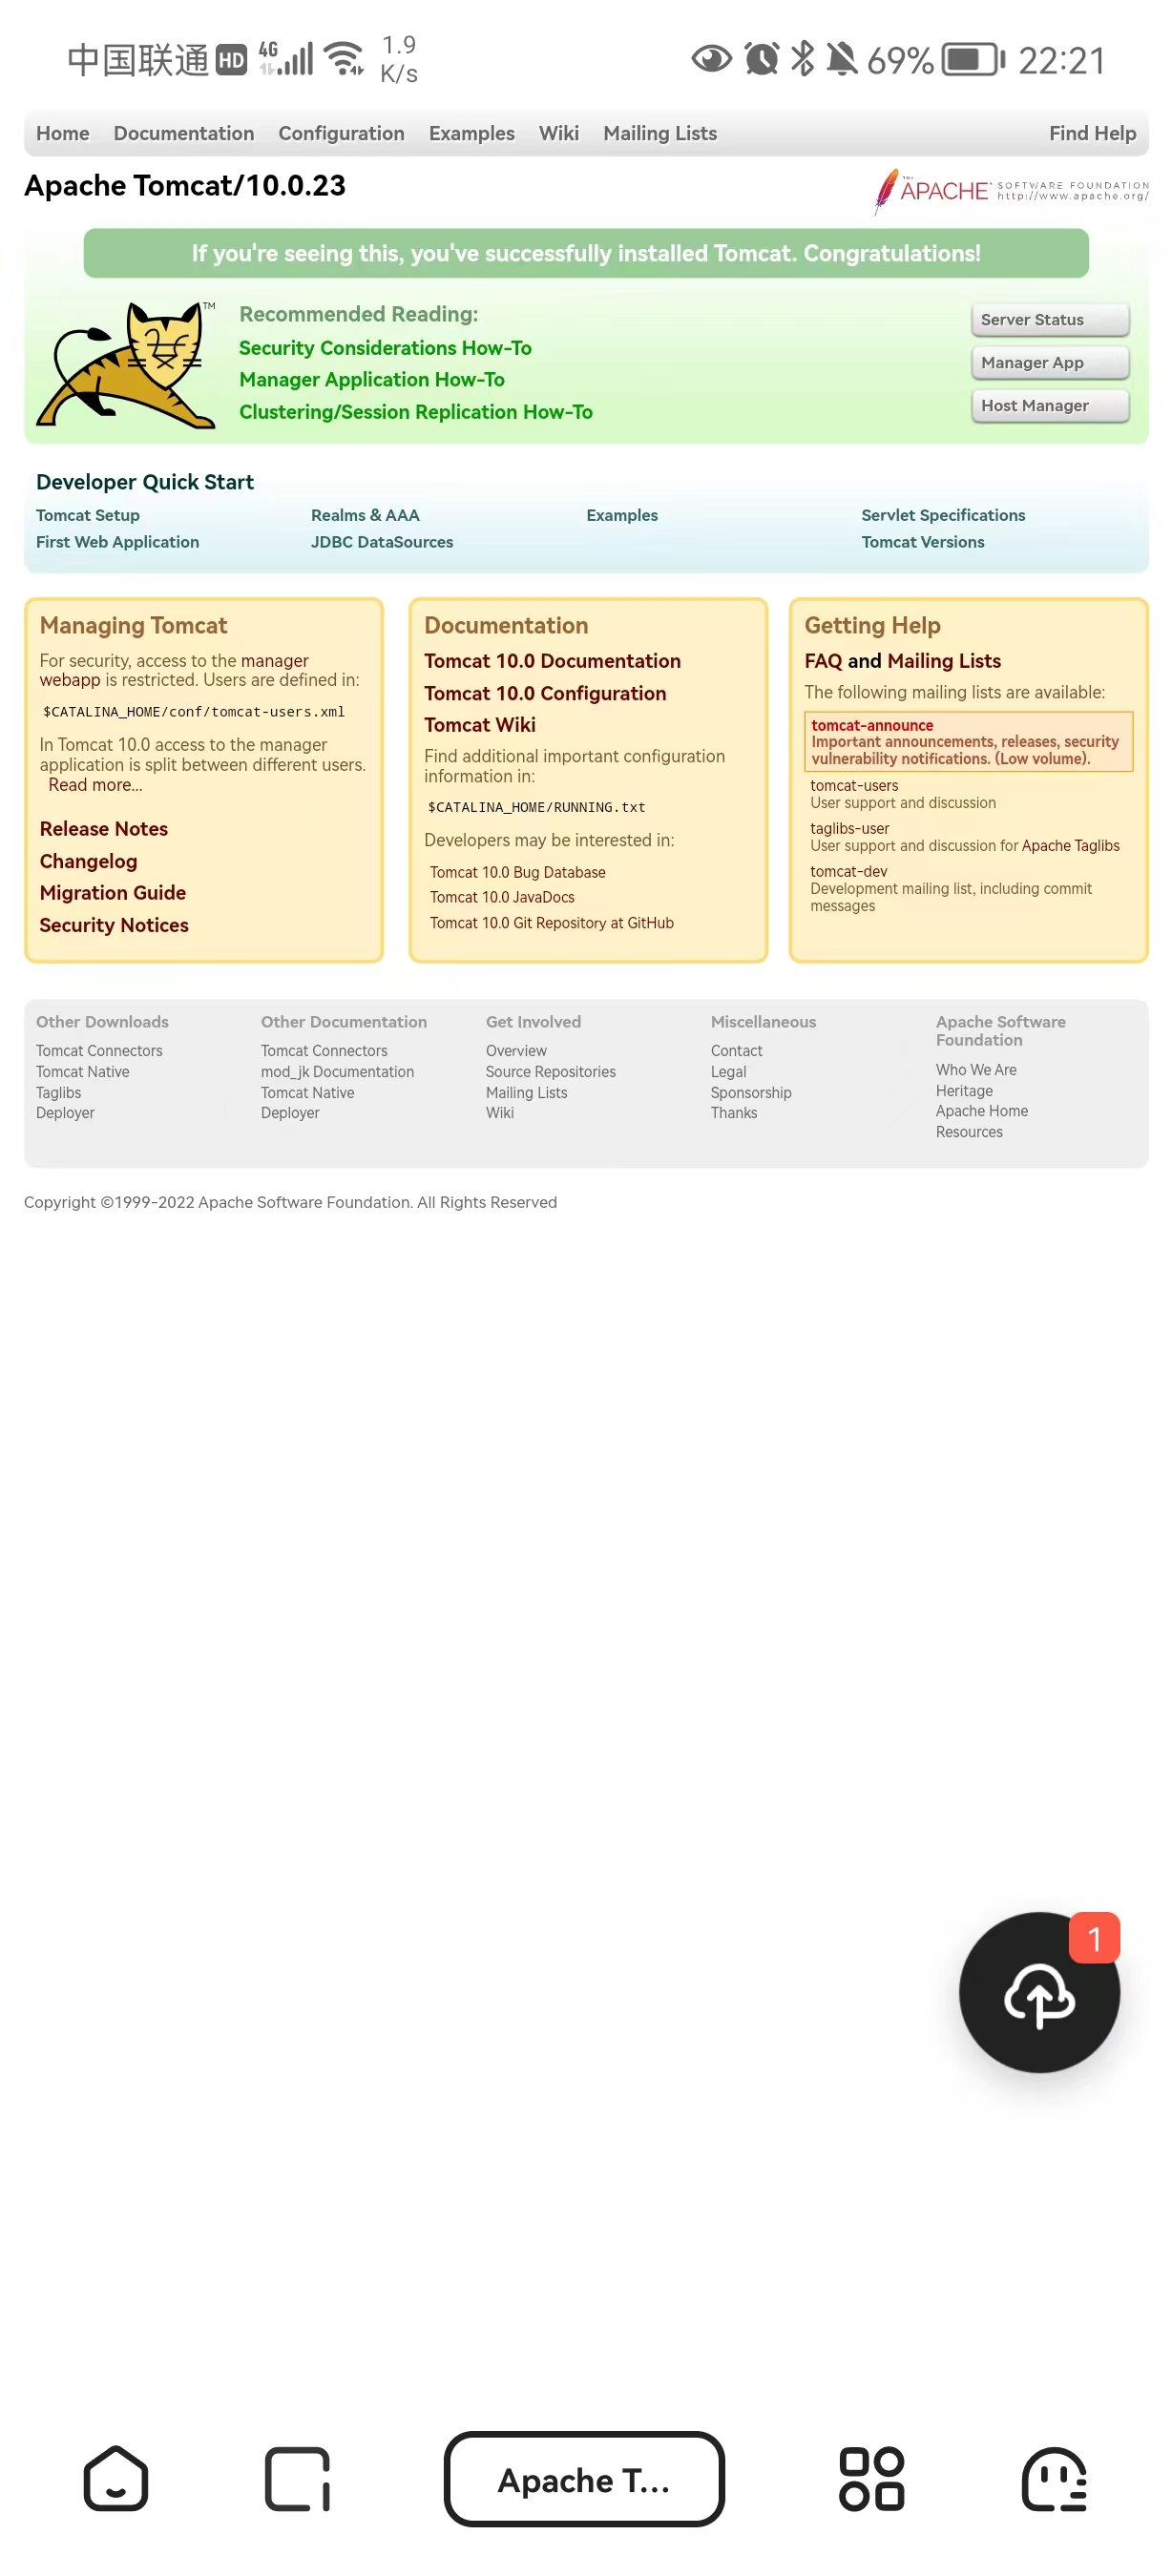 中国联通 HD 4G 1.9 K/s 69% 22:21
Home Documentation Configuration Examples Wiki Mailing Lists Find Help
Apache Tomcat/10.0.23
THE APACHE SOFTWARE FOUNDATION
http://www.apache.org/
If you're seeing this, you've successfully installed Tomcat. Congratulations!
TM
Recommended Reading:
Security Considerations How-To
Manager Application How-To
Clustering/Session Replication How-To
Server Status
Manager App
Host Manager
Developer Quick Start
Tomcat Setup
First Web Application
Realms & AAA
JDBC DataSources
Examples
Servlet Specifications
Tomcat Versions
Managing Tomcat
For security, access to the manager
webapp is restricted. Users are defined in:
$CATALINA_HOME/conf/tomcat-users.xml
In Tomcat 10.0 access to the manager
application is split between different users.
Read more...
Release Notes
Changelog
Migration Guide
Security Notices
Documentation
Tomcat 10.0 Documentation
Tomcat 10.0 Configuration
Tomcat Wiki
Find additional important configuration
information in:
$CATALINA_HOME/RUNNING.txt
Developers may be interested in:
Tomcat 10.0 Bug Database
Tomcat 10.0 JavaDocs
Tomcat 10.0 Git Repository at GitHub
Getting Help
FAQ and Mailing Lists
The following mailing lists are available:
tomcat-announce
Important announcements, releases, security
vulnerability notifications. (Low volume).
tomcat-users
User support and discussion
taglibs-user
User support and discussion for Apache Taglibs
tomcat-dev
Development mailing list, including commit
messages
Other Downloads
Tomcat Connectors
Tomcat Native
Taglibs
Deployer
Other Documentation
Tomcat Connectors
mod_jk Documentation
Tomcat Native
Deployer
Get Involved
Overview
Source Repositories
Mailing Lists
Wiki
Miscellaneous
Contact
Legal
Sponsorship
Thanks
Apache Software
Foundation
Who We Are
Heritage
Apache Home
Resources
Copyright ©1999-2022 Apache Software Foundation. All Rights Reserved
1
Apache T...